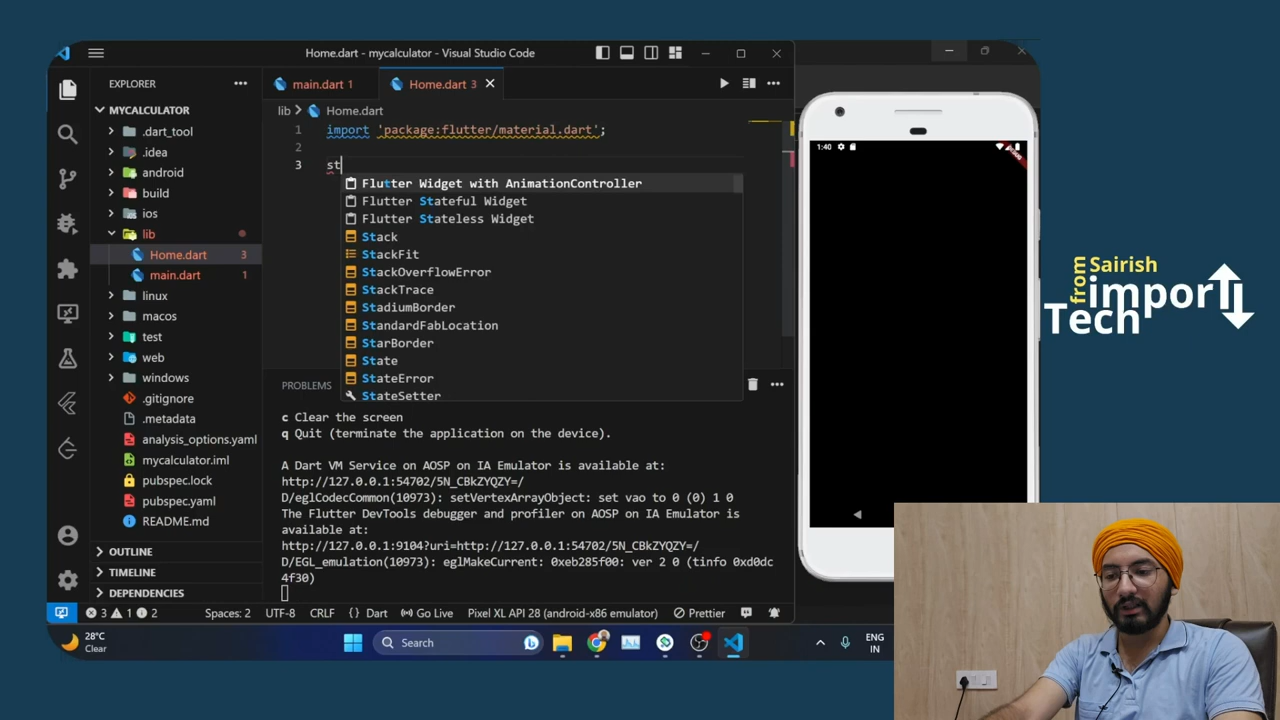 Home.dart - mycalculator - Visual Studio Code
EXPLORER
main.dart 1
Home.dart 3
MYCALCULATOR
lib > Home.dart
.dart_tool
.idea
android
build
ios
lib
Home.dart 3
main.dart 1
linux
macos
test
web
windows
.gitignore
.metadata
analysis_options.yaml
mycalculator.iml
pubspec.lock
pubspec.yaml
README.md
OUTLINE
TIMELINE
DEPENDENCIES
1 import 'package:flutter/material.dart';
2
3 st
Flutter Widget with AnimationController
Flutter Stateful Widget
Flutter Stateless Widget
Stack
StackFit
StackOverflowError
StackTrace
StadiumBorder
StandardFabLocation
StarBorder
State
StateError
StateSetter
PROBLEMS
c Clear the screen
q Quit (terminate the application on the device).
A Dart VM Service on AOSP on IA Emulator is available at:
http://127.0.0.1:54702/5N_CBkZYQZY=/
D/eglCodecCommon(10973): setVertexArrayObject: set vao to 0 (0) 1 0
The Flutter DevTools debugger and profiler on AOSP on IA Emulator is
available at:
http://127.0.0.1:9104?uri=http://127.0.0.1:54702/5N_CBkZYQZY=/
D/EGL_emulation(10973): eglMakeCurrent: 0xeb285f00: ver 2 0 (tinfo 0xd0dc
4f30)
3 1 2
Spaces: 2
UTF-8
CRLF
{ } Dart
Go Live
Pixel XL API 28 (android-x86 emulator)
Prettier
28°C
Clear
Search
ENG
IN
1:40
from Sairish
import
Tech